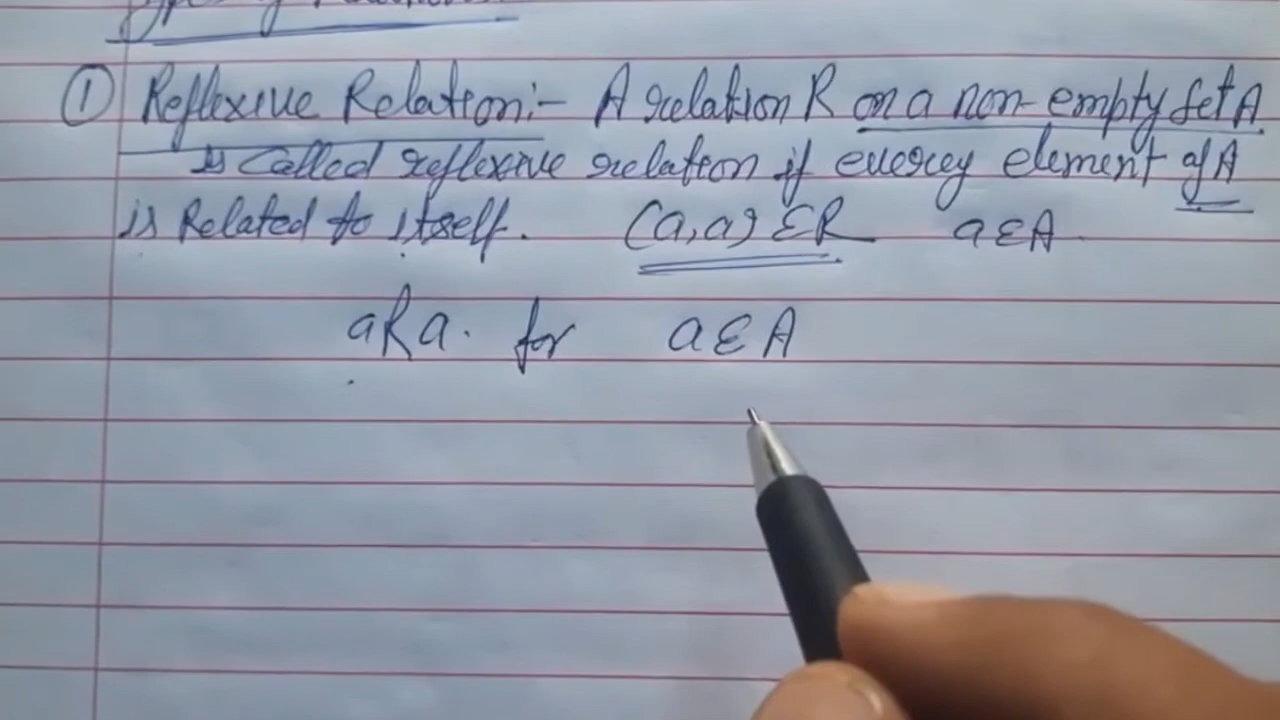 ① Reflexive Relation:- A relation R on a non-empty set A
is called reflexive relation if every element of A
is Related to itself. (a,a) ∈ R a ∈ A
aRa. for a ∈ A